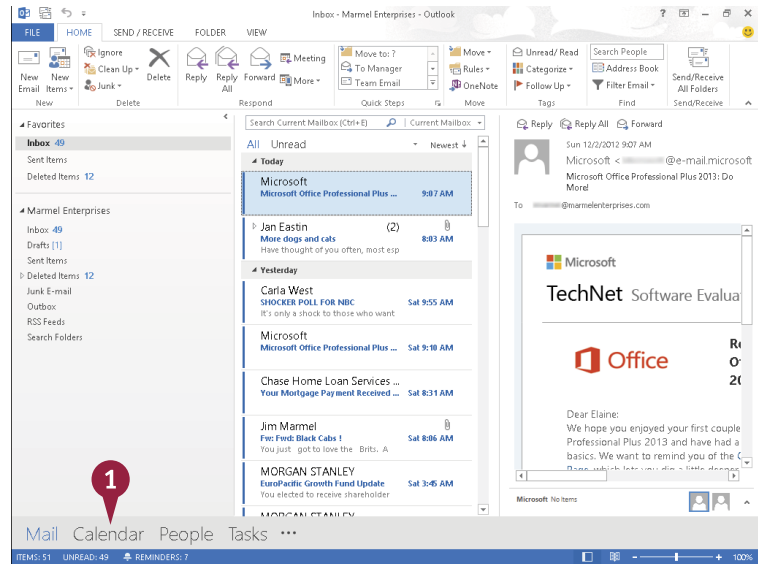 Inbox - Marmel Enterprises - Outlook
FILE HOME SEND / RECEIVE FOLDER VIEW
New Email
New Items
New
Ignore
Clean Up
Junk
Delete
Delete
Reply
Reply All
Forward
Meeting
More
Respond
Move to: ?
To Manager
Team Email
Quick Steps
Move
Rules
OneNote
Move
Unread/ Read
Categorize
Follow Up
Tags
Search People
Address Book
Filter Email
Find
Send/Receive All Folders
Send/Receive
Favorites
Inbox 49
Sent Items
Deleted Items 12
Marmel Enterprises
Inbox 49
Drafts [1]
Sent Items
Deleted Items 12
Junk E-mail
Outbox
RSS Feeds
Search Folders
Search Current Mailbox (Ctrl+E) Current Mailbox
All Unread Newest
Today
Microsoft
Microsoft Office Professional Plus ... 9:07 AM
Jan Eastin (2)
More dogs and cats 8:03 AM
Have thought of you often, most esp
Yesterday
Carla West
SHOCKER POLL FOR NBC Sat 9:55 AM
It's only a shock to those who want
Microsoft
Microsoft Office Professional Plus ... Sat 9:10 AM
Chase Home Loan Services ...
Your Mortgage Payment Received ... Sat 8:31 AM
Jim Marmel
Fw: Fwd: Black Cabs ! Sat 8:06 AM
You just got to love the Brits. A
MORGAN STANLEY
EuroPacific Growth Fund Update Sat 3:45 AM
You elected to receive shareholder
MORGAN STANLEY
Reply Reply All Forward
Sun 12/2/2012 9:07 AM
Microsoft < @e-mail.microsoft
Microsoft Office Professional Plus 2013: Do
More!
To @marmelenterprises.com
Microsoft
TechNet Software Evalua
Office
Re
O
20
Dear Elaine:
We hope you enjoyed your first couple
Professional Plus 2013 and have had a
basics. We want to remind you of the
Page, which lets you dig a little deeper
Microsoft No Items
1
Mail Calendar People Tasks •••
ITEMS: 51 UNREAD: 49 REMINDERS: 7 100%